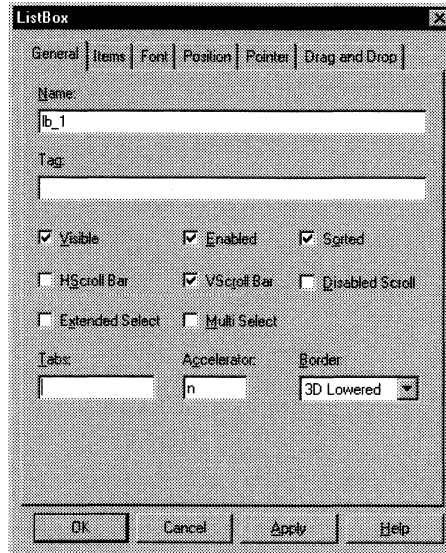 ListBox
General Items Font Position Pointer Drag and Drop
Name:
lb_1
Tag:
Visible Enabled Sorted
HScroll Bar VScroll Bar Disabled Scroll
Extended Select Multi Select
Tabs: Accelerator: Border:
n 3D Lowered
OK Cancel Apply Help